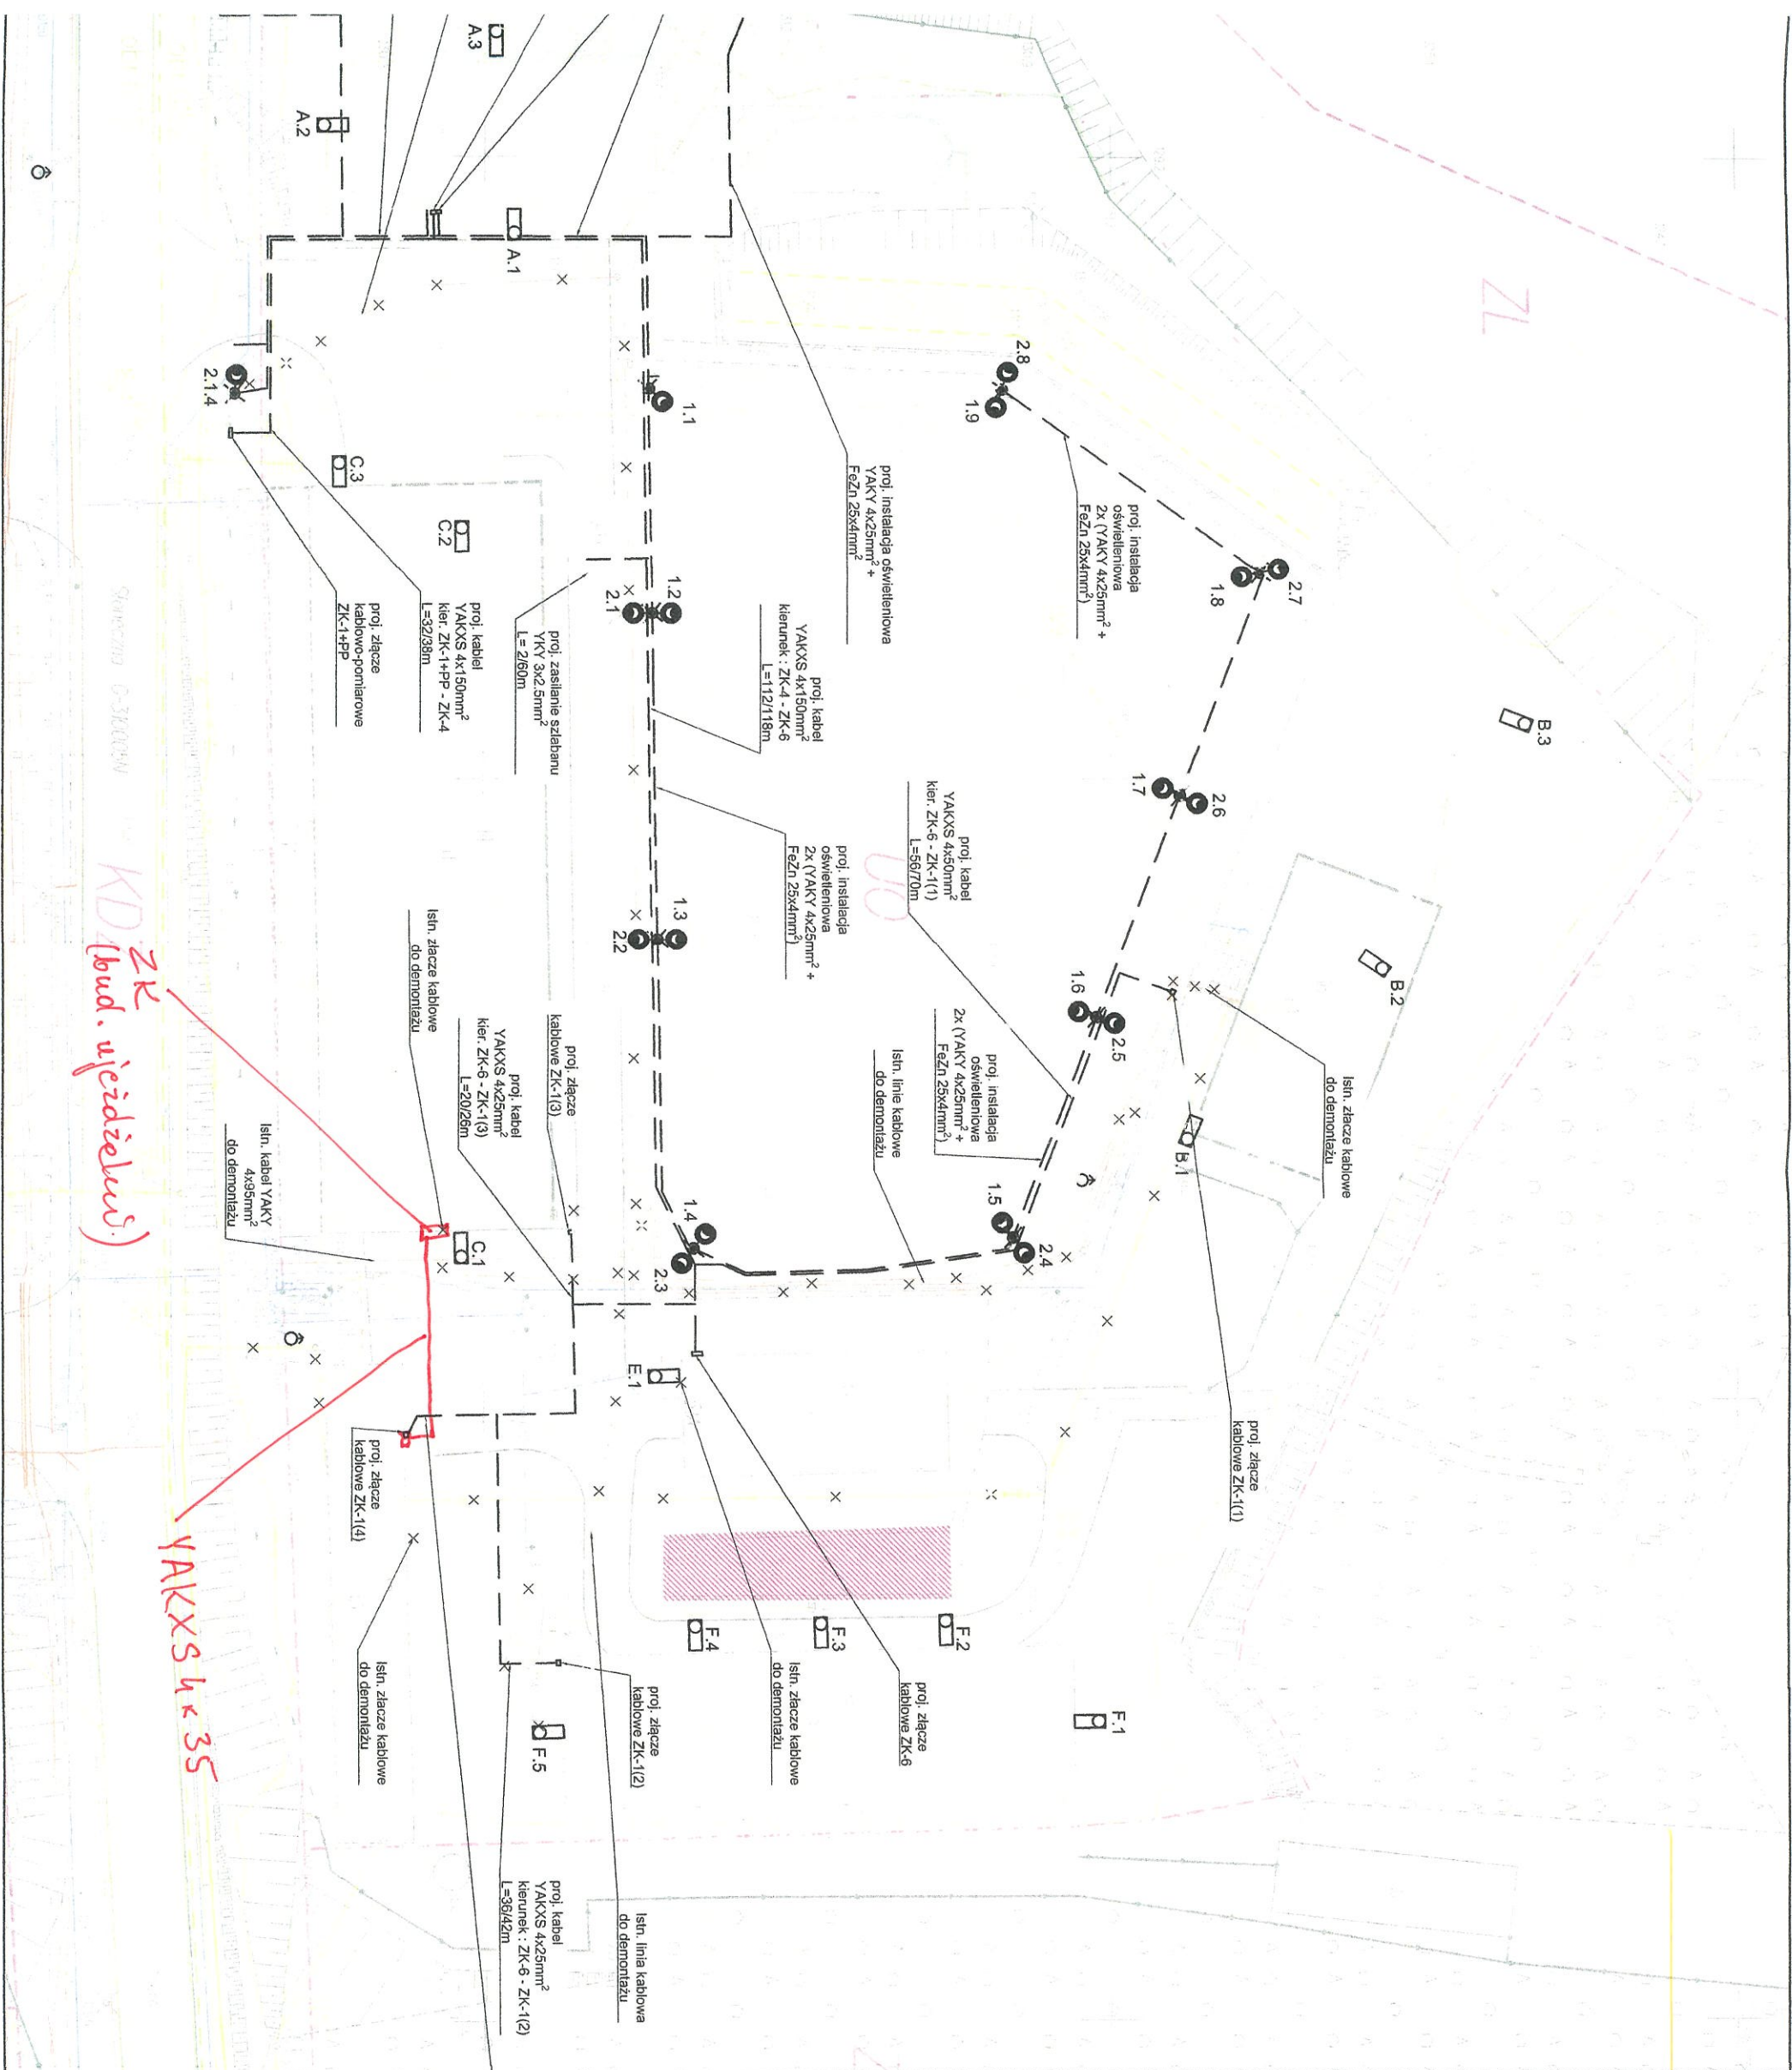 A.3
A.2
A.1
ZL
2.8
1.9
2.7
1.8
2.6
1.7
1.6
2.5
1.5
2.4
1.4
2.3
1.3
2.2
1.2
2.1
1.1
2.1.4
B.3
B.2
B.1
C.3
C.2
C.1
E.1
F.1
F.2
F.3
F.4
F.5
UO
proj. instalacja
oświetleniowa
2x (YAKY 4x25mm² +
FeZn 25x4mm²)
proj. instalacja oświetleniowa
YAKY 4x25mm² +
FeZn 25x4mm²
proj. kabel
YAKXS 4x150mm²
kierunek : ZK-4 - ZK-6
L=112/118m
proj. zasilanie szlabanu
YKY 3x2.5mm²
L= 2/60m
proj. kablel
YAKXS 4x150mm²
kier. ZK-1+PP - ZK-4
L=32/38m
proj. złącze
kablowo-pomiarowe
ZK-1+PP
proj. kabel
YAKXS 4x50mm²
kier. ZK-6 - ZK-1(1)
L=56/70m
proj. instalacja
oświetleniowa
2x (YAKY 4x25mm² +
FeZn 25x4mm²)
proj. instalacja
oświetleniowa
2x (YAKY 4x25mm² +
FeZn 25x4mm²)
Istn. linie kablowe
do demontażu
Istn. złacze kablowe
do demontażu
proj. złącze
kablowe ZK-1(1)
proj. złącze
kablowe ZK-1(3)
proj. kabel
YAKXS 4x25mm²
kier. ZK-6 - ZK-1(3)
L=20/26m
Istn. złacze kablowe
do demontażu
Istn. kabel YAKY
4x95mm²
do demontażu
proj. złącze
kablowe ZK-1(4)
Istn. złacze kablowe
do demontażu
proj. złącze
kablowe ZK-6
Istn. złacze kablowe
do demontażu
proj. złącze
kablowe ZK-1(2)
Istn. linia kablowa
do demontażu
proj. kabel
YAKXS 4x25mm²
kierunek : ZK-6 - ZK-1(2)
L=36/42m
KD
ZK
YAKXS 4x35